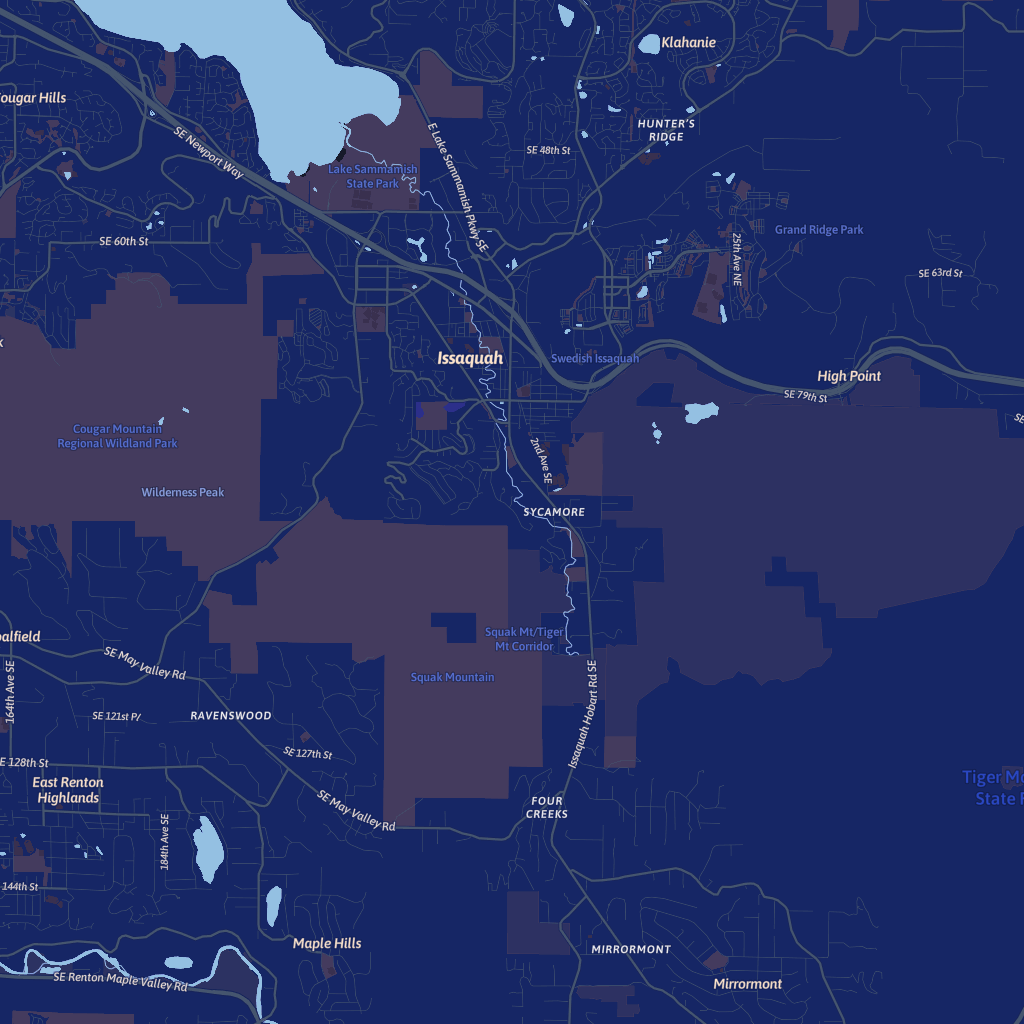 Klahanie
HUNTER'S
RIDGE
SE Newport Way
E Lake Sammamish Pkwy SE
SE 48th St
Lake Sammamish
State Park
Grand Ridge Park
25th Ave NE
SE 60th St
SE 63rd St
Issaquah
Swedish Issaquah
High Point
SE 79th St
Cougar Mountain
Regional Wildland Park
2nd Ave SE
Wilderness Peak
SYCAMORE
Squak Mt/Tiger
Mt Corridor
SE May Valley Rd
Squak Mountain
164th Ave SE
Issaquah Hobart Rd SE
RAVENSWOOD
SE 121st Pl
SE 127th St
E 128th St
East Renton
Highlands
SE May Valley Rd
FOUR
CREEKS
184th Ave SE
144th St
Maple Hills
MIRRORMONT
SE Renton Maple Valley Rd
Mirrormont